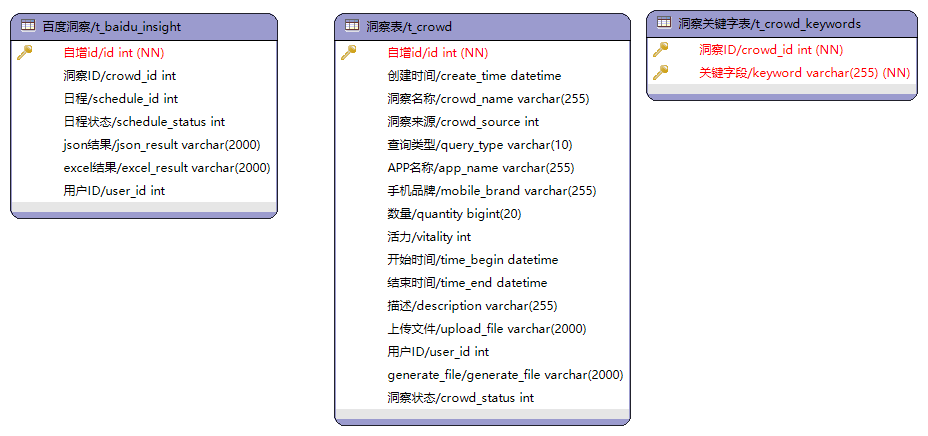 百度洞察/t_baidu_insight
自增id/id int (NN)
洞察ID/crowd_id int
日程/schedule_id int
日程状态/schedule_status int
json结果/json_result varchar(2000)
excel结果/excel_result varchar(2000)
用户ID/user_id int
洞察表/t_crowd
自增id/id int (NN)
创建时间/create_time datetime
洞察名称/crowd_name varchar(255)
洞察来源/crowd_source int
查询类型/query_type varchar(10)
APP名称/app_name varchar(255)
手机品牌/mobile_brand varchar(255)
数量/quantity bigint(20)
活力/vitality int
开始时间/time_begin datetime
结束时间/time_end datetime
描述/description varchar(255)
上传文件/upload_file varchar(2000)
用户ID/user_id int
generate_file/generate_file varchar(2000)
洞察状态/crowd_status int
洞察关键字表/t_crowd_keywords
洞察ID/crowd_id int (NN)
关键字段/keyword varchar(255) (NN)